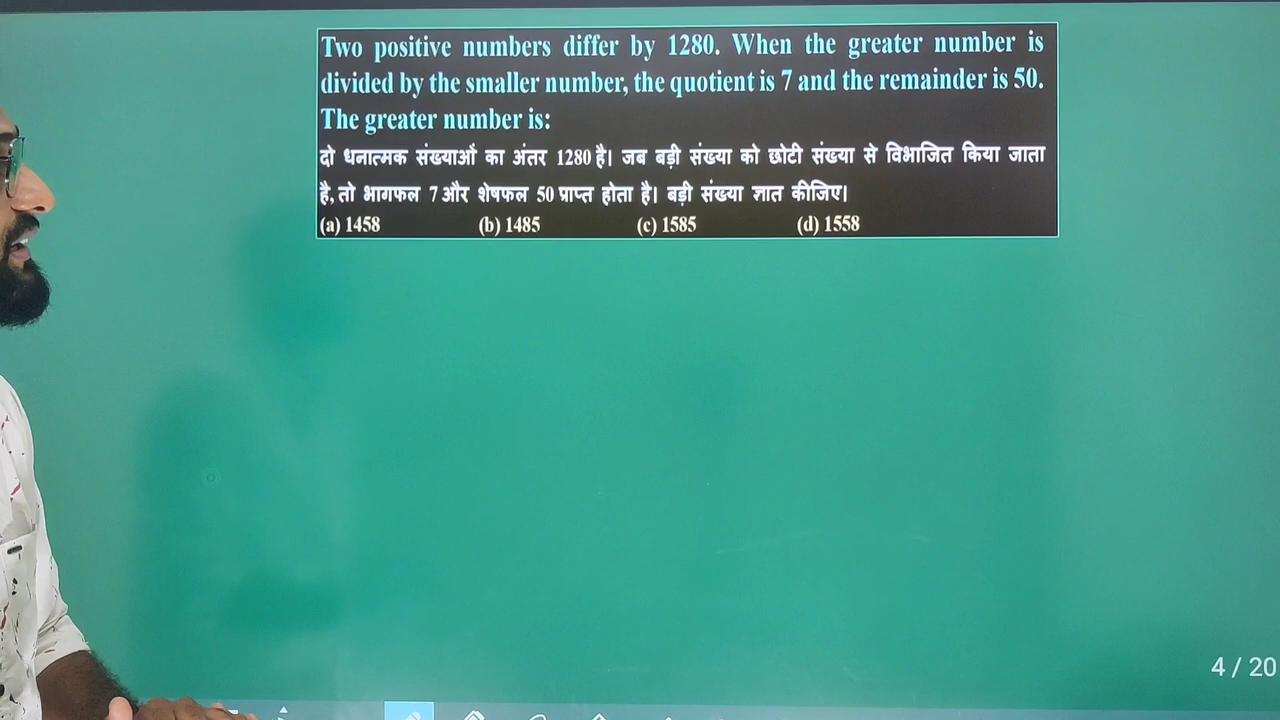 Two positive numbers differ by 1280. When the greater number is
divided by the smaller number, the quotient is 7 and the remainder is 50.
The greater number is:
दो धनात्मक संख्याओं का अंतर 1280 है। जब बड़ी संख्या को छोटी संख्या से विभाजित किया जाता
है, तो भागफल 7 और शेषफल 50 प्राप्त होता है। बड़ी संख्या ज्ञात कीजिए।
(a) 1458 (b) 1485 (c) 1585 (d) 1558
4 / 20